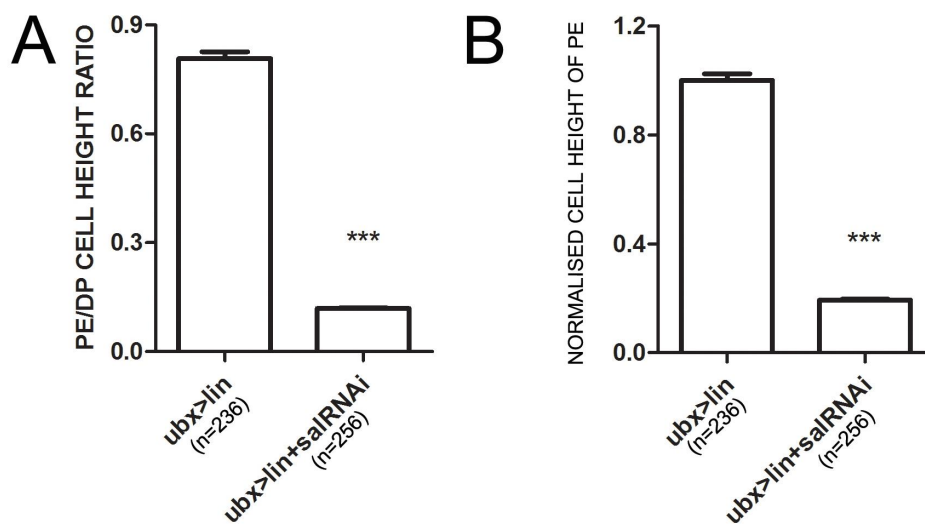 A
PE/DP CELL HEIGHT RATIO
0.9
0.6
0.3
0.0
***
ubx>lin
(n=236)
ubx>lin+salRNAi
(n=256)
B
NORMALISED CELL HEIGHT OF PE
1.2
0.8
0.4
0.0
***
ubx>lin
(n=236)
ubx>lin+salRNAi
(n=256)